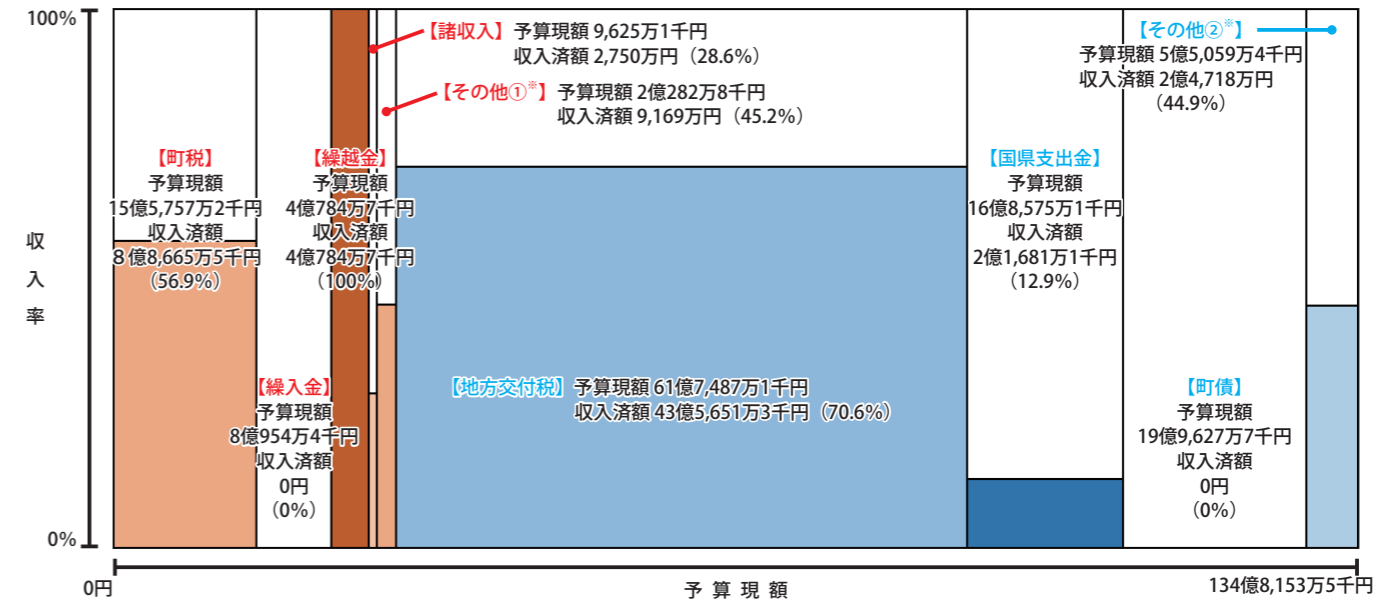 100%
収
入
率
0%
【町税】
予算現額
15億5,757万2千円
収入済額
8億8,665万5千円
（56.9%）
【繰入金】
予算現額
8億954万4千円
収入済額
0円
（0%）
【繰越金】
予算現額
4億784万7千円
収入済額
4億784万7千円
（100%）
【諸収入】 予算現額 9,625万1千円
収入済額 2,750万円（28.6%）
【その他①※】 予算現額 2億282万8千円
収入済額 9,169万円（45.2%）
【地方交付税】 予算現額 61億7,487万1千円
収入済額 43億5,651万3千円（70.6%）
【国県支出金】
予算現額
16億8,575万1千円
収入済額
2億1,681万1千円
（12.9%）
【町債】
予算現額
19億9,627万7千円
収入済額
0円
（0%）
【その他②※】
予算現額 5億5,059万4千円
収入済額 2億4,718万円
（44.9%）
0円
予算現額
134億8,153万5千円